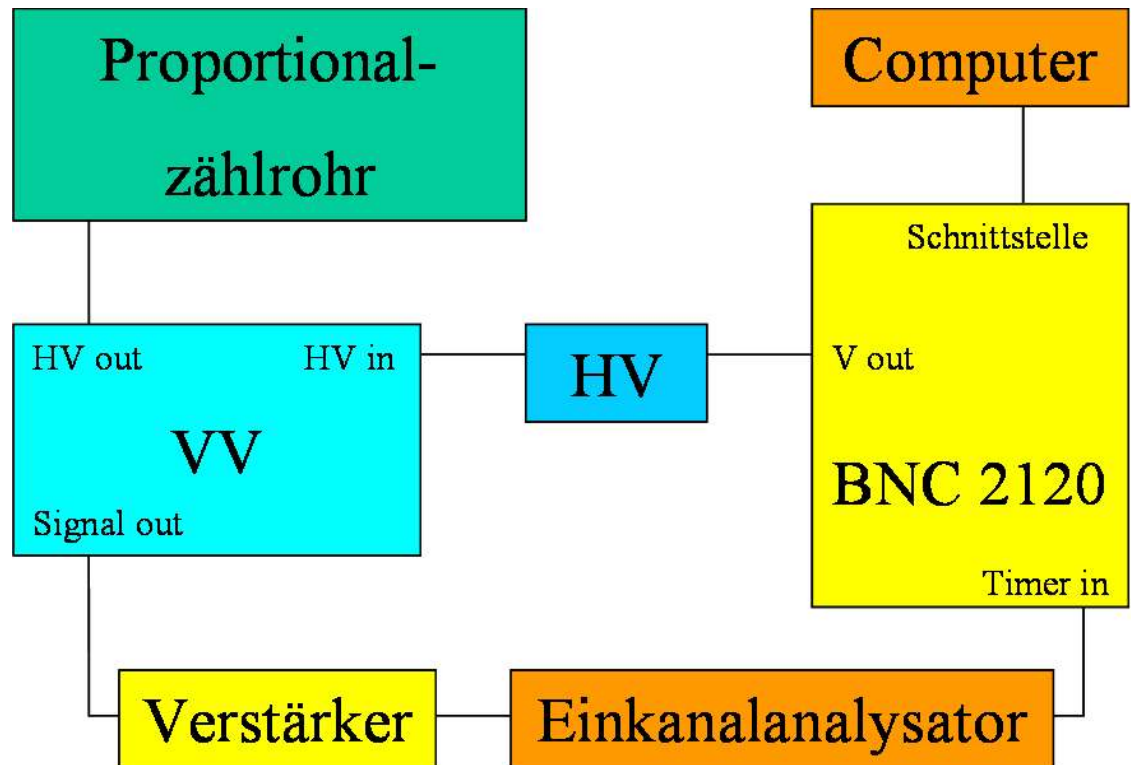 Proportional-
zählrohr
Computer
Schnittstelle
HV out
HV in
HV
V out
VV
BNC 2120
Signal out
Timer in
Verstärker
Einkanalanalysator